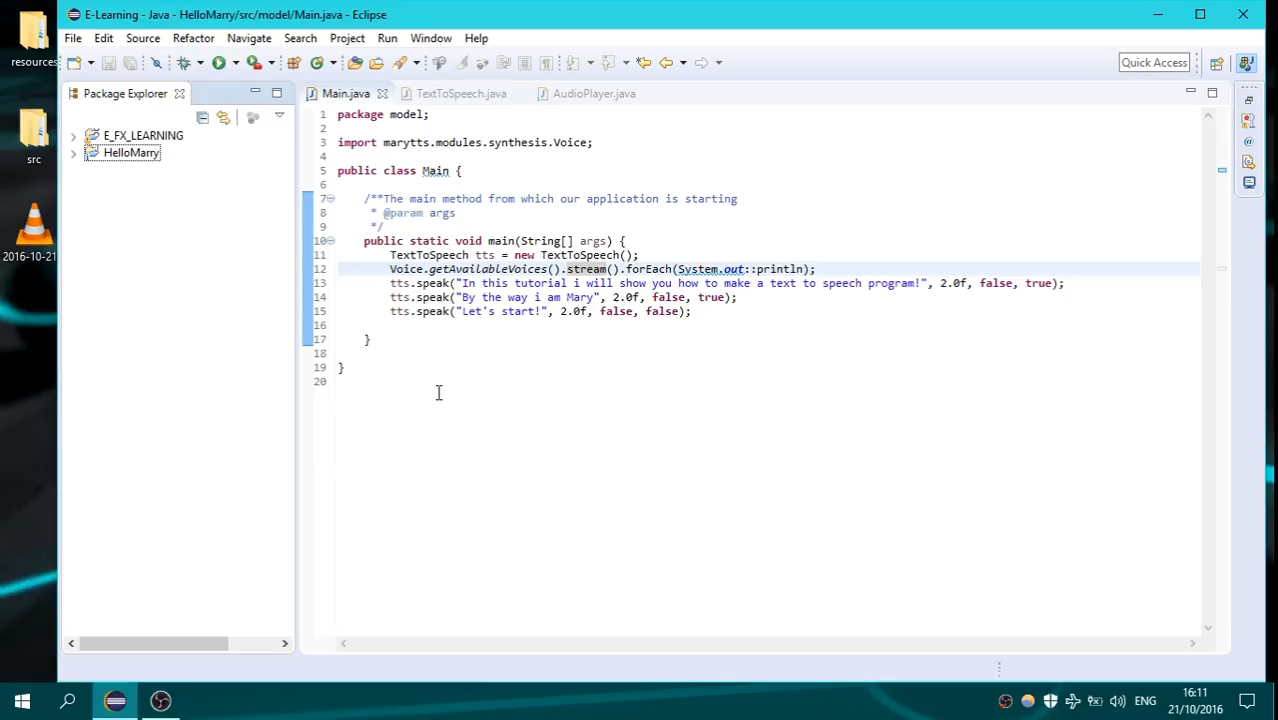 resources
src
2016-10-21
E-Learning - Java - HelloMarry/src/model/Main.java - Eclipse
File Edit Source Refactor Navigate Search Project Run Window Help
Quick Access
Package Explorer
E_FX_LEARNING
HelloMarry
Main.java TextToSpeech.java AudioPlayer.java
1 package model;
2
3 import marytts.modules.synthesis.Voice;
4
5 public class Main {
6
7 /**The main method from which our application is starting
8 * @param args
9 */
10 public static void main(String[] args) {
11 TextToSpeech tts = new TextToSpeech();
12 Voice.getAvailableVoices().stream().forEach(System.out::println);
13 tts.speak("In this tutorial i will show you how to make a text to speech program!", 2.0f, false, true);
14 tts.speak("By the way i am Mary", 2.0f, false, true);
15 tts.speak("Let's start!", 2.0f, false, false);
16
17 }
18
19 }
20
ENG
16:11
21/10/2016